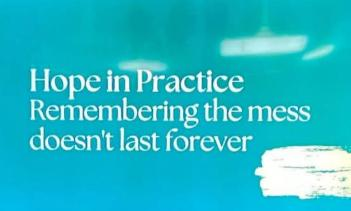 Hope in Practice
Remembering the mess
doesn't last forever